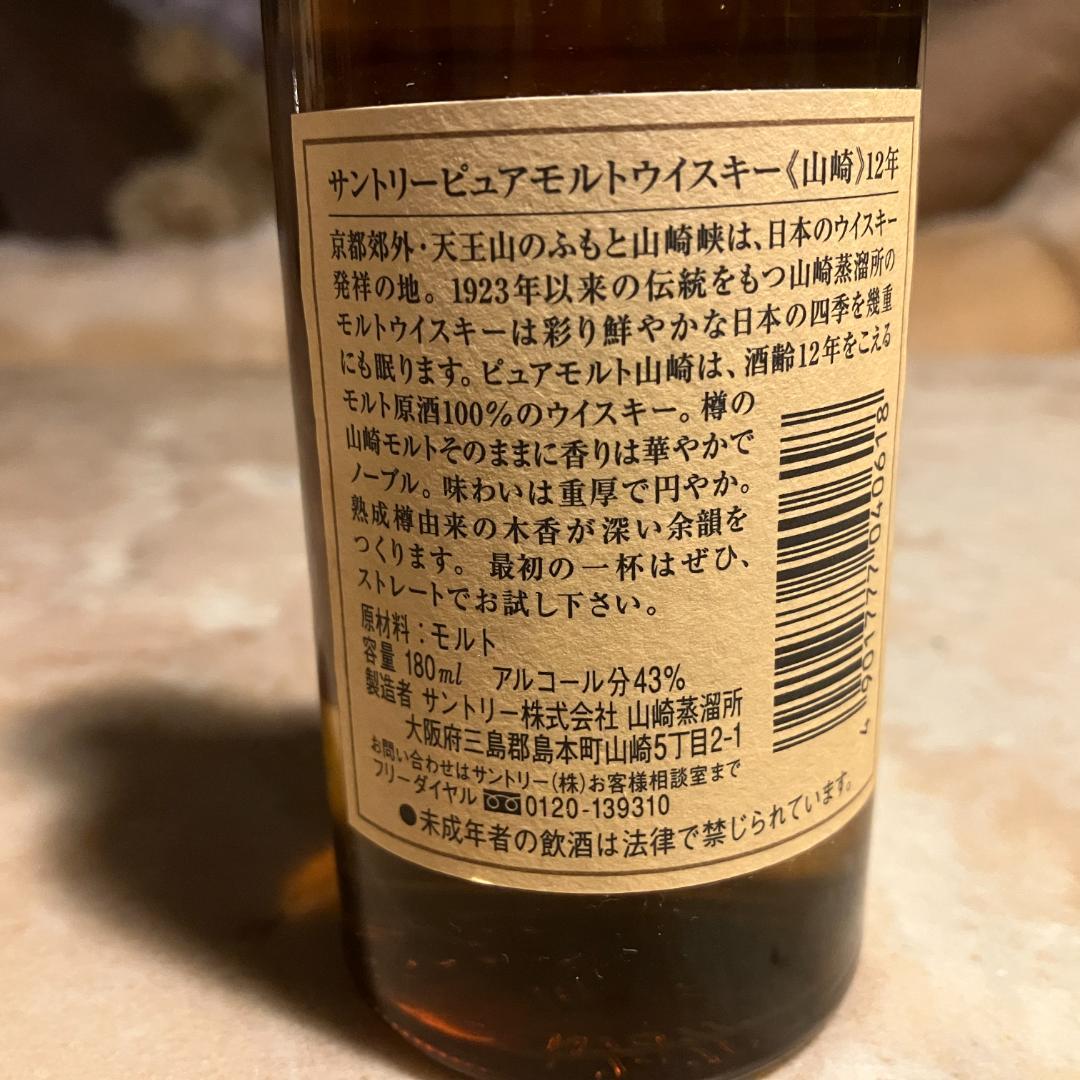 サントリーピュアモルトウイスキー《山崎》12年
京都郊外・天王山のふもと山崎峡は、日本のウイスキー
発祥の地。1923年以来の伝統をもつ山崎蒸溜所の
モルトウイスキーは彩り鮮やかな日本の四季を幾重
にも眠ります。ピュアモルト山崎は、酒齢12年をこえる
モルト原酒100%のウイスキー。樽の
山崎モルトそのままに香りは華やかで
ノーブル。味わいは重厚で円やか。
熟成樽由来の木香が深い余韻を
つくります。最初の一杯はぜひ、
ストレートでお試し下さい。
原材料：モルト
容量 180ml アルコール分43%
製造者 サントリー株式会社 山崎蒸溜所
大阪府三島郡島本町山崎5丁目2-1
お問い合わせはサントリー(株)お客様相談室まで
フリーダイヤル 0120-139310
●未成年者の飲酒は法律で禁じられています。
4 901777 040618